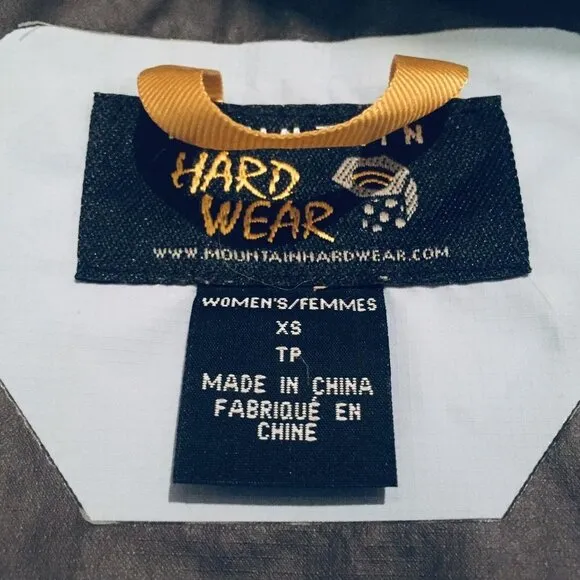 HARD
WEAR
WWW.MOUNTAINHARDWEAR.COM
WOMEN'S/FEMMES
XS
TP
MADE IN CHINA
FABRIQUÉ EN
CHINE